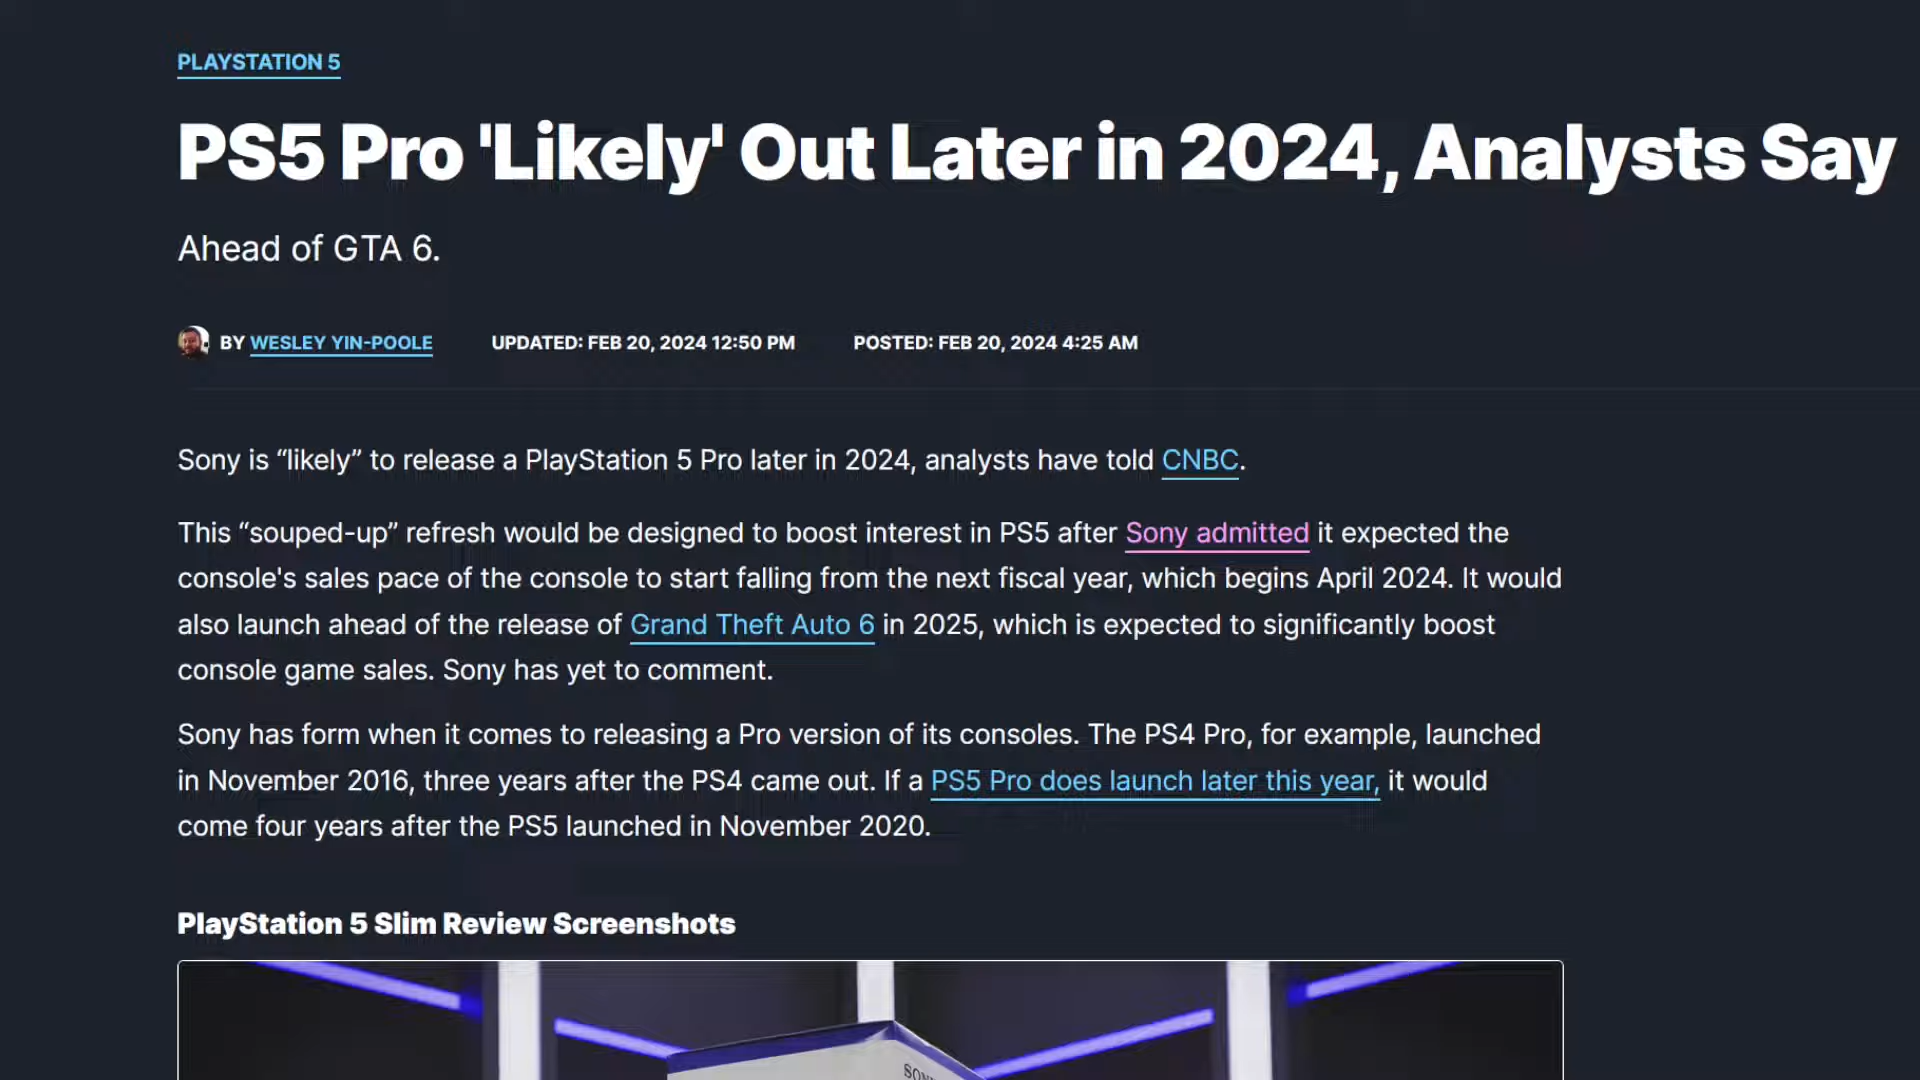 PLAYSTATION 5
PS5 Pro 'Likely' Out Later in 2024, Analysts Say
Ahead of GTA 6.
BY WESLEY YIN-POOLE UPDATED: FEB 20, 2024 12:50 PM POSTED: FEB 20, 2024 4:25 AM
Sony is “likely” to release a PlayStation 5 Pro later in 2024, analysts have told CNBC.
This “souped-up” refresh would be designed to boost interest in PS5 after Sony admitted it expected the
console's sales pace of the console to start falling from the next fiscal year, which begins April 2024. It would
also launch ahead of the release of Grand Theft Auto 6 in 2025, which is expected to significantly boost
console game sales. Sony has yet to comment.
Sony has form when it comes to releasing a Pro version of its consoles. The PS4 Pro, for example, launched
in November 2016, three years after the PS4 came out. If a PS5 Pro does launch later this year, it would
come four years after the PS5 launched in November 2020.
PlayStation 5 Slim Review Screenshots